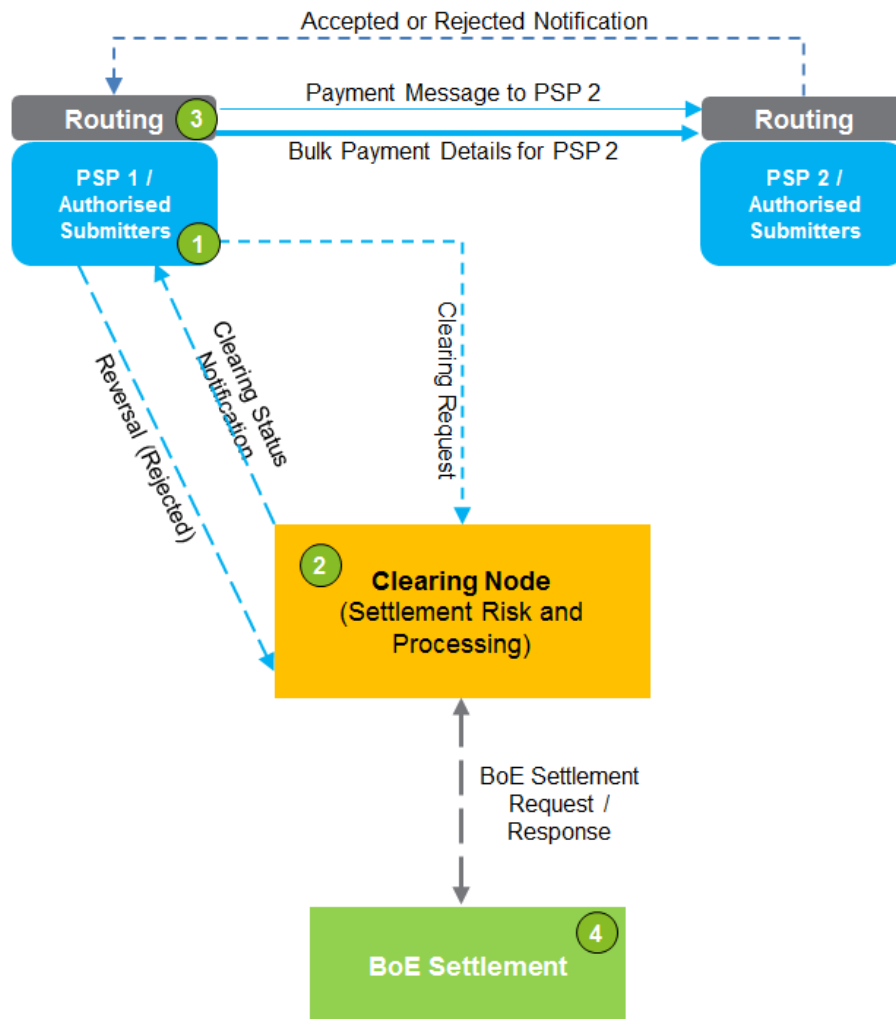 Accepted or Rejected Notification
Routing
3
Payment Message to PSP 2
Bulk Payment Details for PSP 2
Routing
PSP 1 /
Authorised
Submitters
1
PSP 2 /
Authorised
Submitters
Reversal (Rejected)
Clearing Status
Notification
Clearing Request
2
Clearing Node
(Settlement Risk and
Processing)
BoE Settlement
Request /
Response
4
BoE Settlement